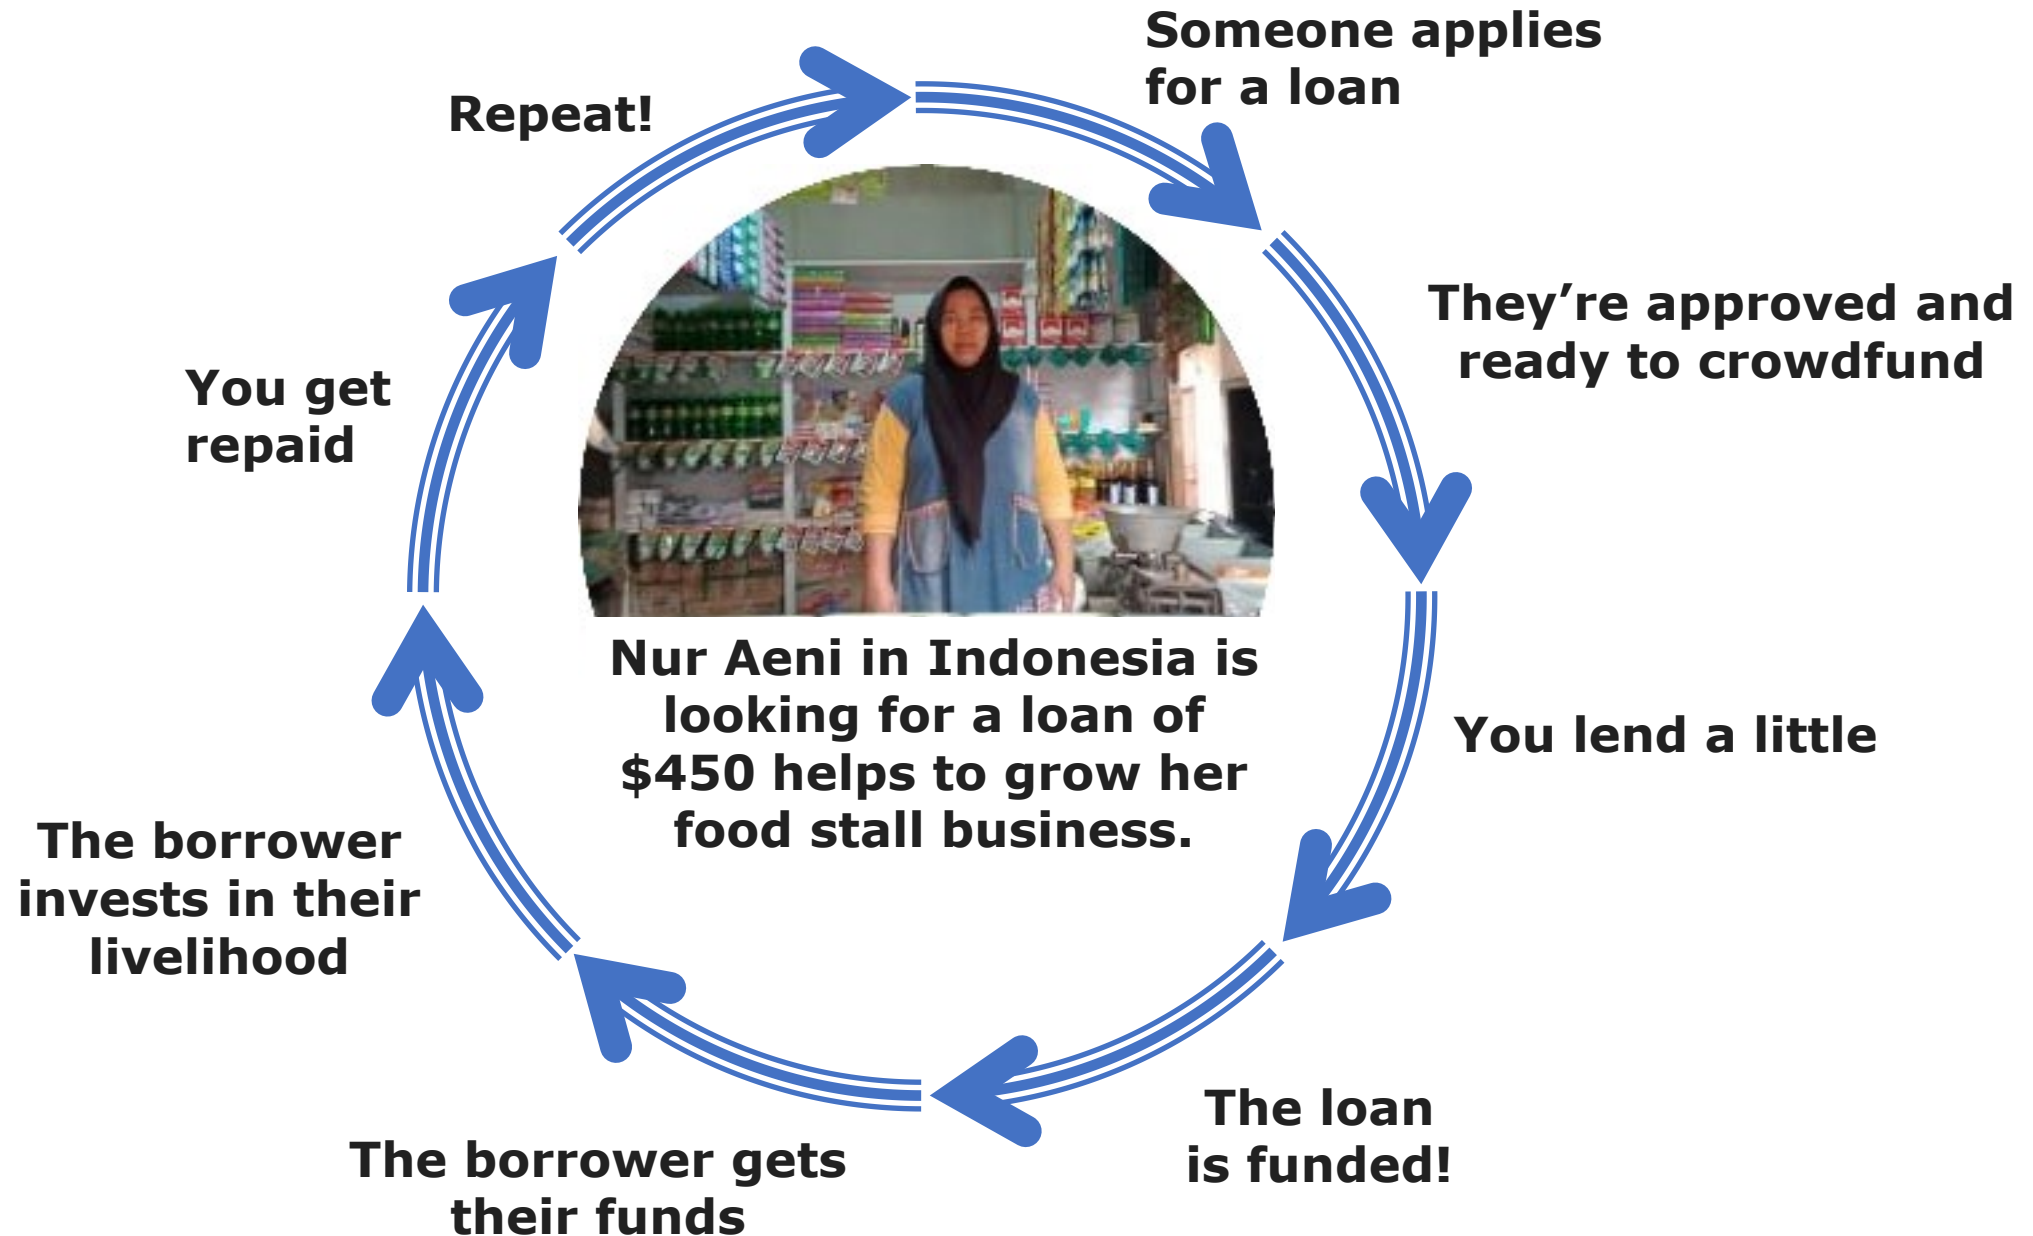 Someone applies
for a loan
They’re approved and
ready to crowdfund
You lend a little
The loan
is funded!
The borrower gets
their funds
The borrower
invests in their
livelihood
You get
repaid
Repeat!
Nur Aeni in Indonesia is
looking for a loan of
$450 helps to grow her
food stall business.